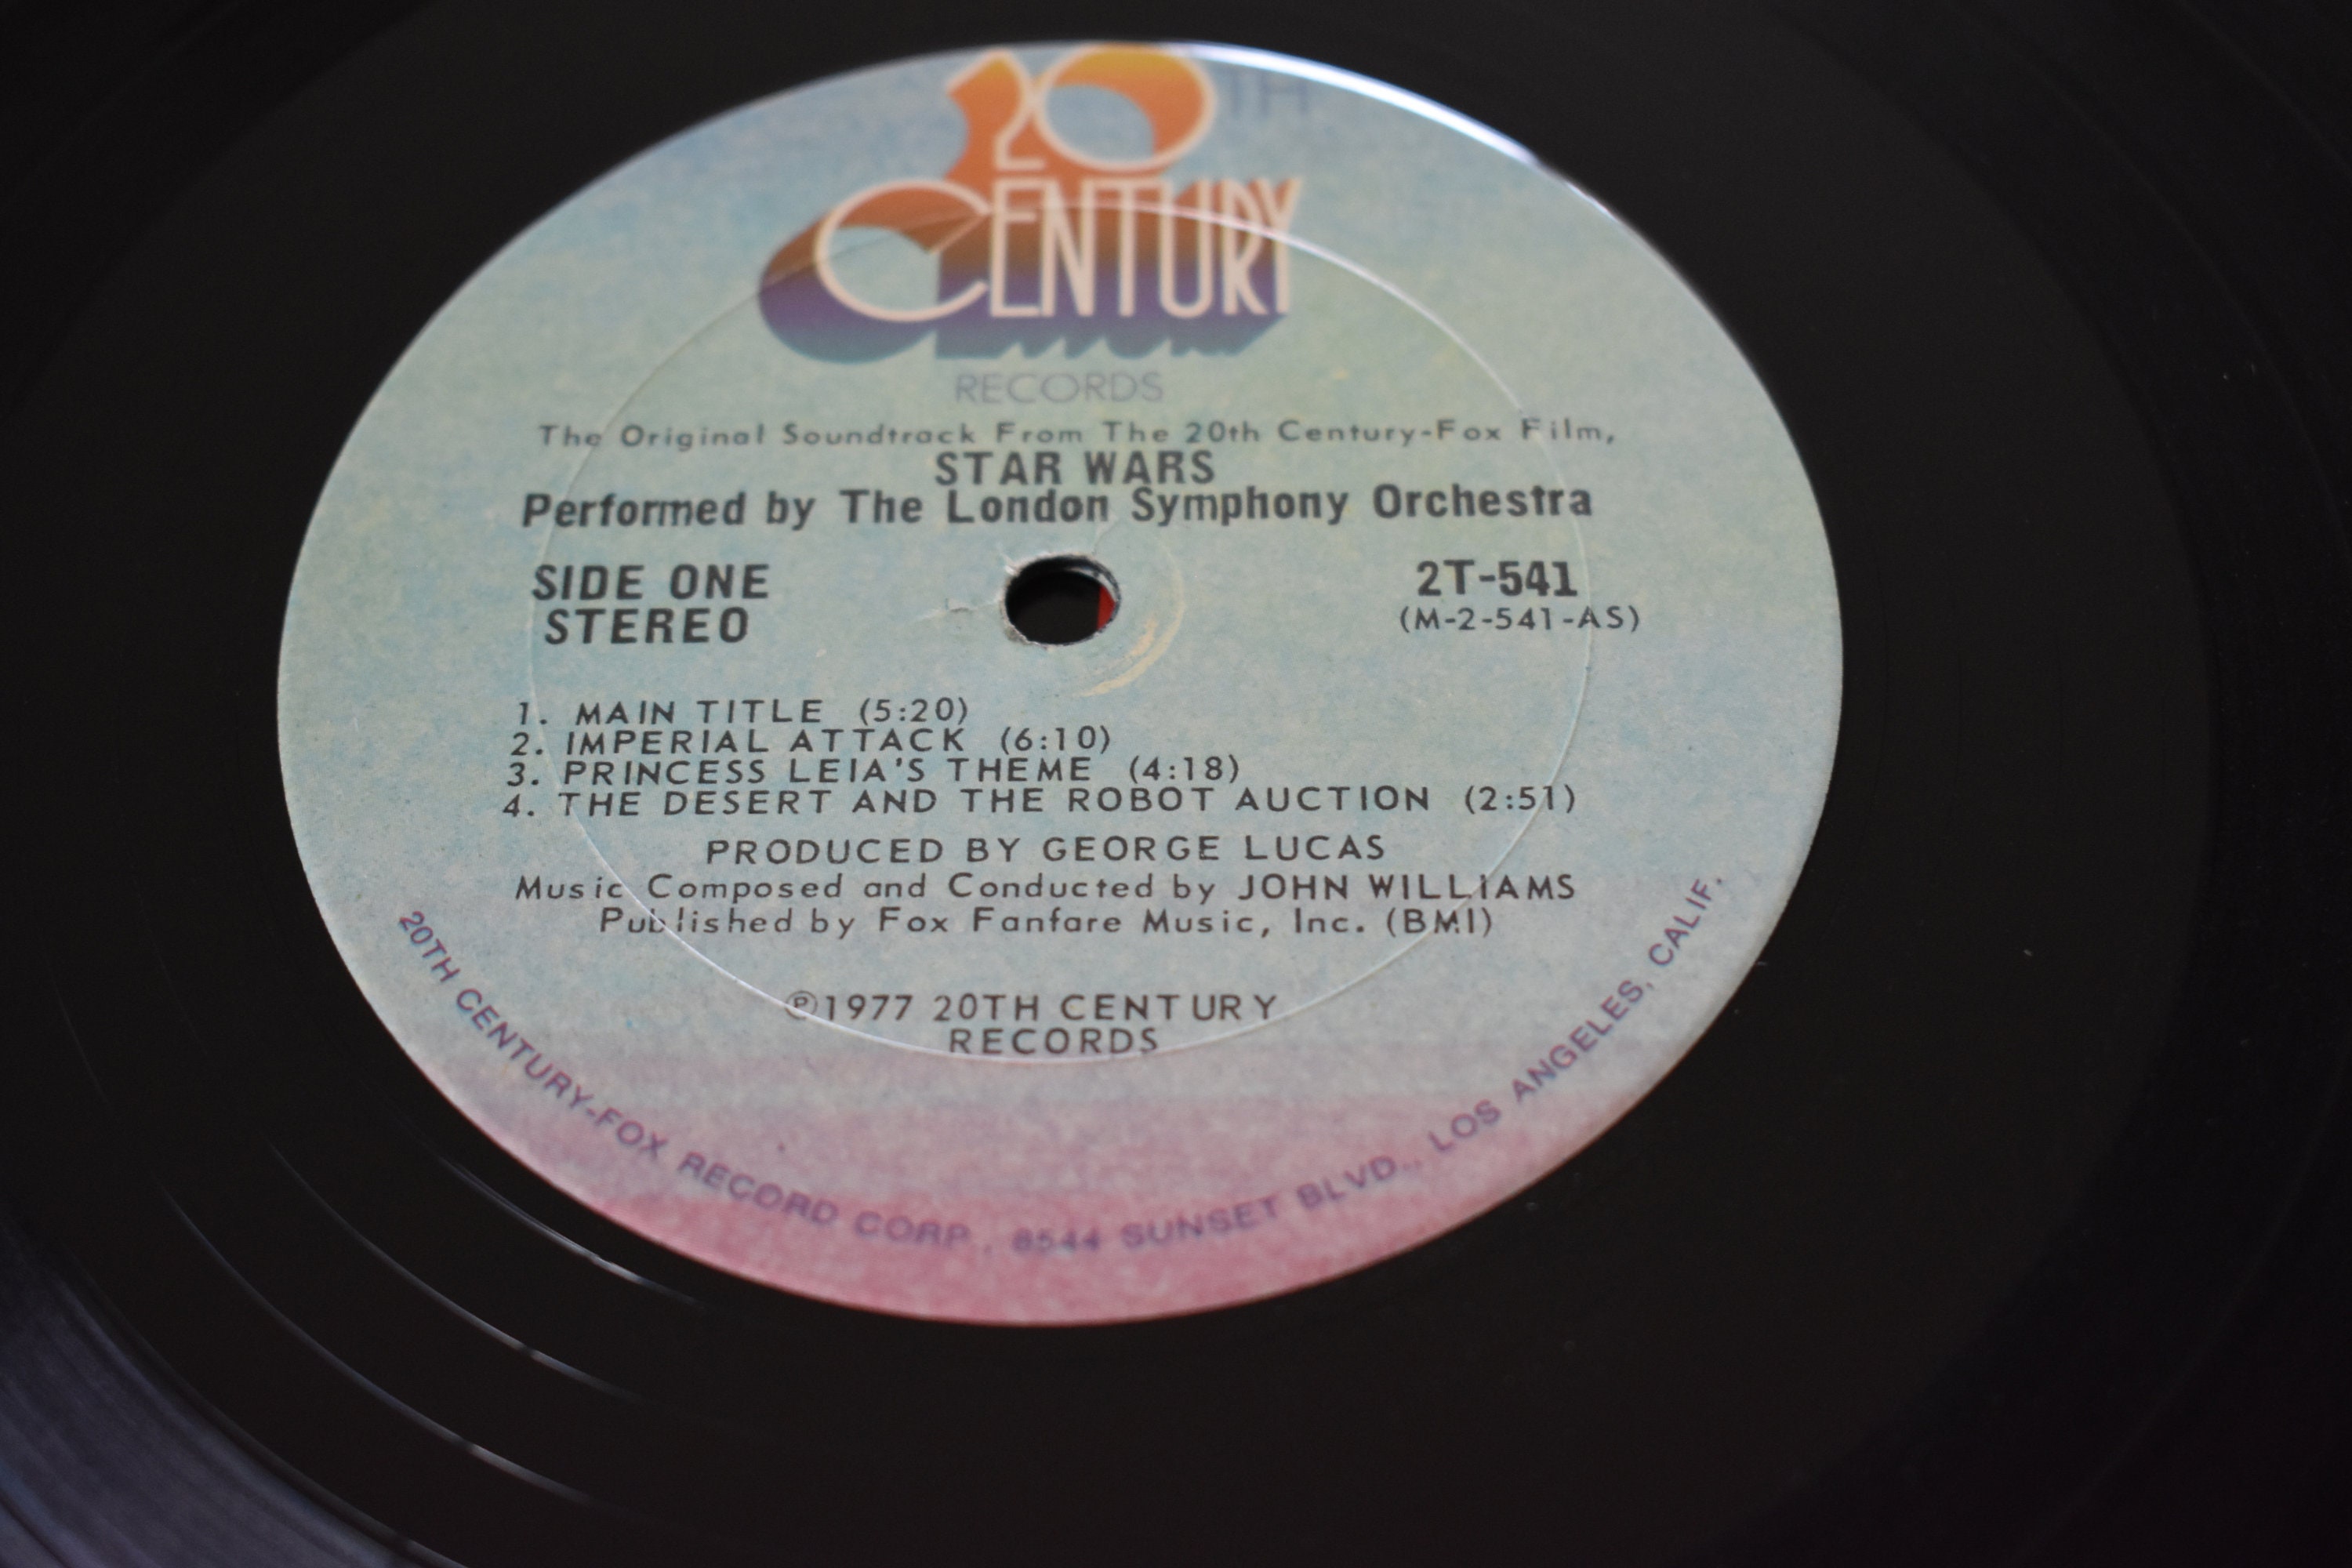 20TH
CENTURY
RECORDS
The Original Soundtrack From The 20th Century-Fox Film,
STAR WARS
Performed by The London Symphony Orchestra
SIDE ONE
STEREO
2T-541
(M-2-541-AS)
1. MAIN TITLE (5:20)
2. IMPERIAL ATTACK (6:10)
3. PRINCESS LEIA'S THEME (4:18)
4. THE DESERT AND THE ROBOT AUCTION (2:51)
PRODUCED BY GEORGE LUCAS
Music Composed and Conducted by JOHN WILLIAMS
Published by Fox Fanfare Music, Inc. (BMI)
℗1977 20TH CENTURY
RECORDS
20TH CENTURY-FOX RECORD CORP., 8544 SUNSET BLVD., LOS ANGELES, CALIF.